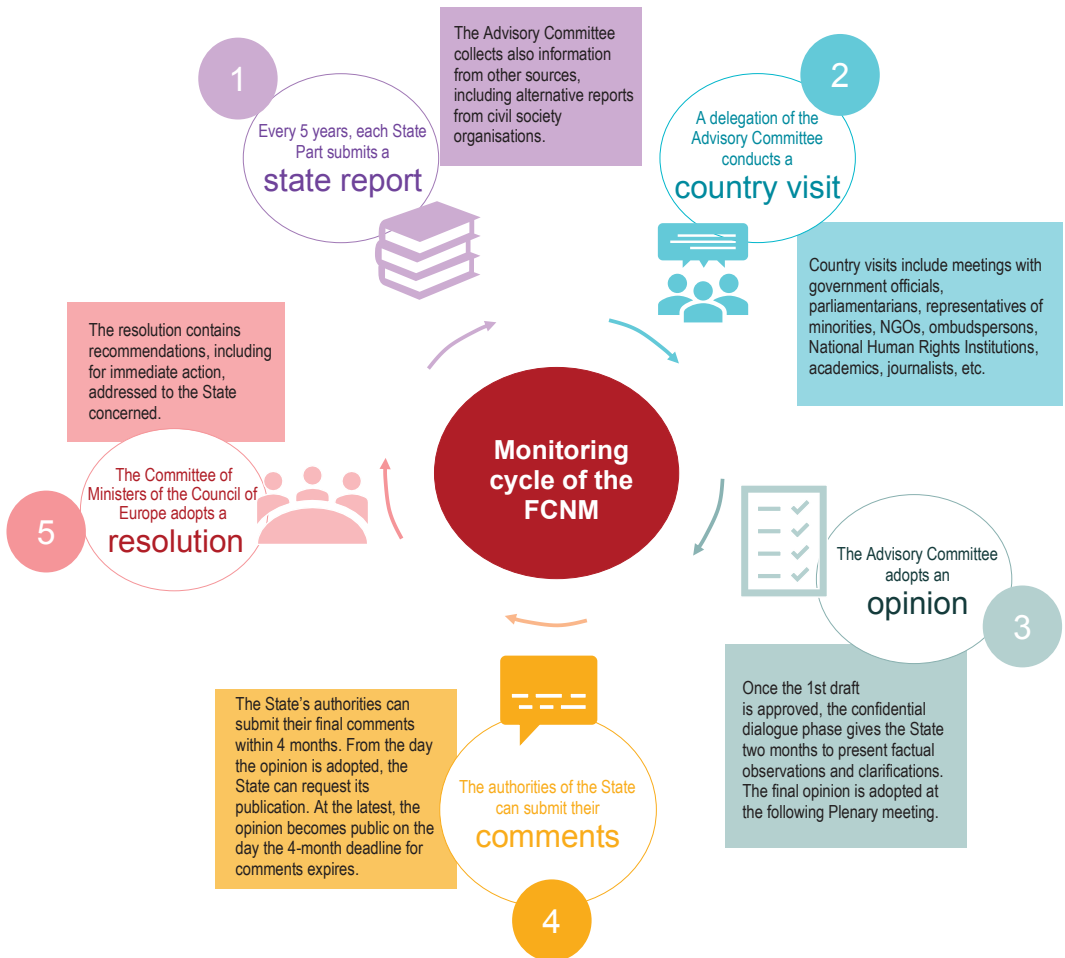 1
Every 5 years, each State
Part submits a
state report
The Advisory Committee
collects also information
from other sources,
including alternative reports
from civil society
organisations.
2
A delegation of the
Advisory Committee
conducts a
country visit
Country visits include meetings with
government officials,
parliamentarians, representatives of
minorities, NGOs, ombudspersons,
National Human Rights Institutions,
academics, journalists, etc.
Monitoring
cycle of the
FCNM
The Advisory Committee
adopts an
opinion
3
Once the 1st draft
is approved, the confidential
dialogue phase gives the State
two months to present factual
observations and clarifications.
The final opinion is adopted at
the following Plenary meeting.
The authorities of the State
can submit their
comments
4
The State's authorities can
submit their final comments
within 4 months. From the day
the opinion is adopted, the
State can request its
publication. At the latest, the
opinion becomes public on the
day the 4-month deadline for
comments expires.
5
The Committee of
Ministers of the Council of
Europe adopts a
resolution
The resolution contains
recommendations, including
for immediate action,
addressed to the State
concerned.